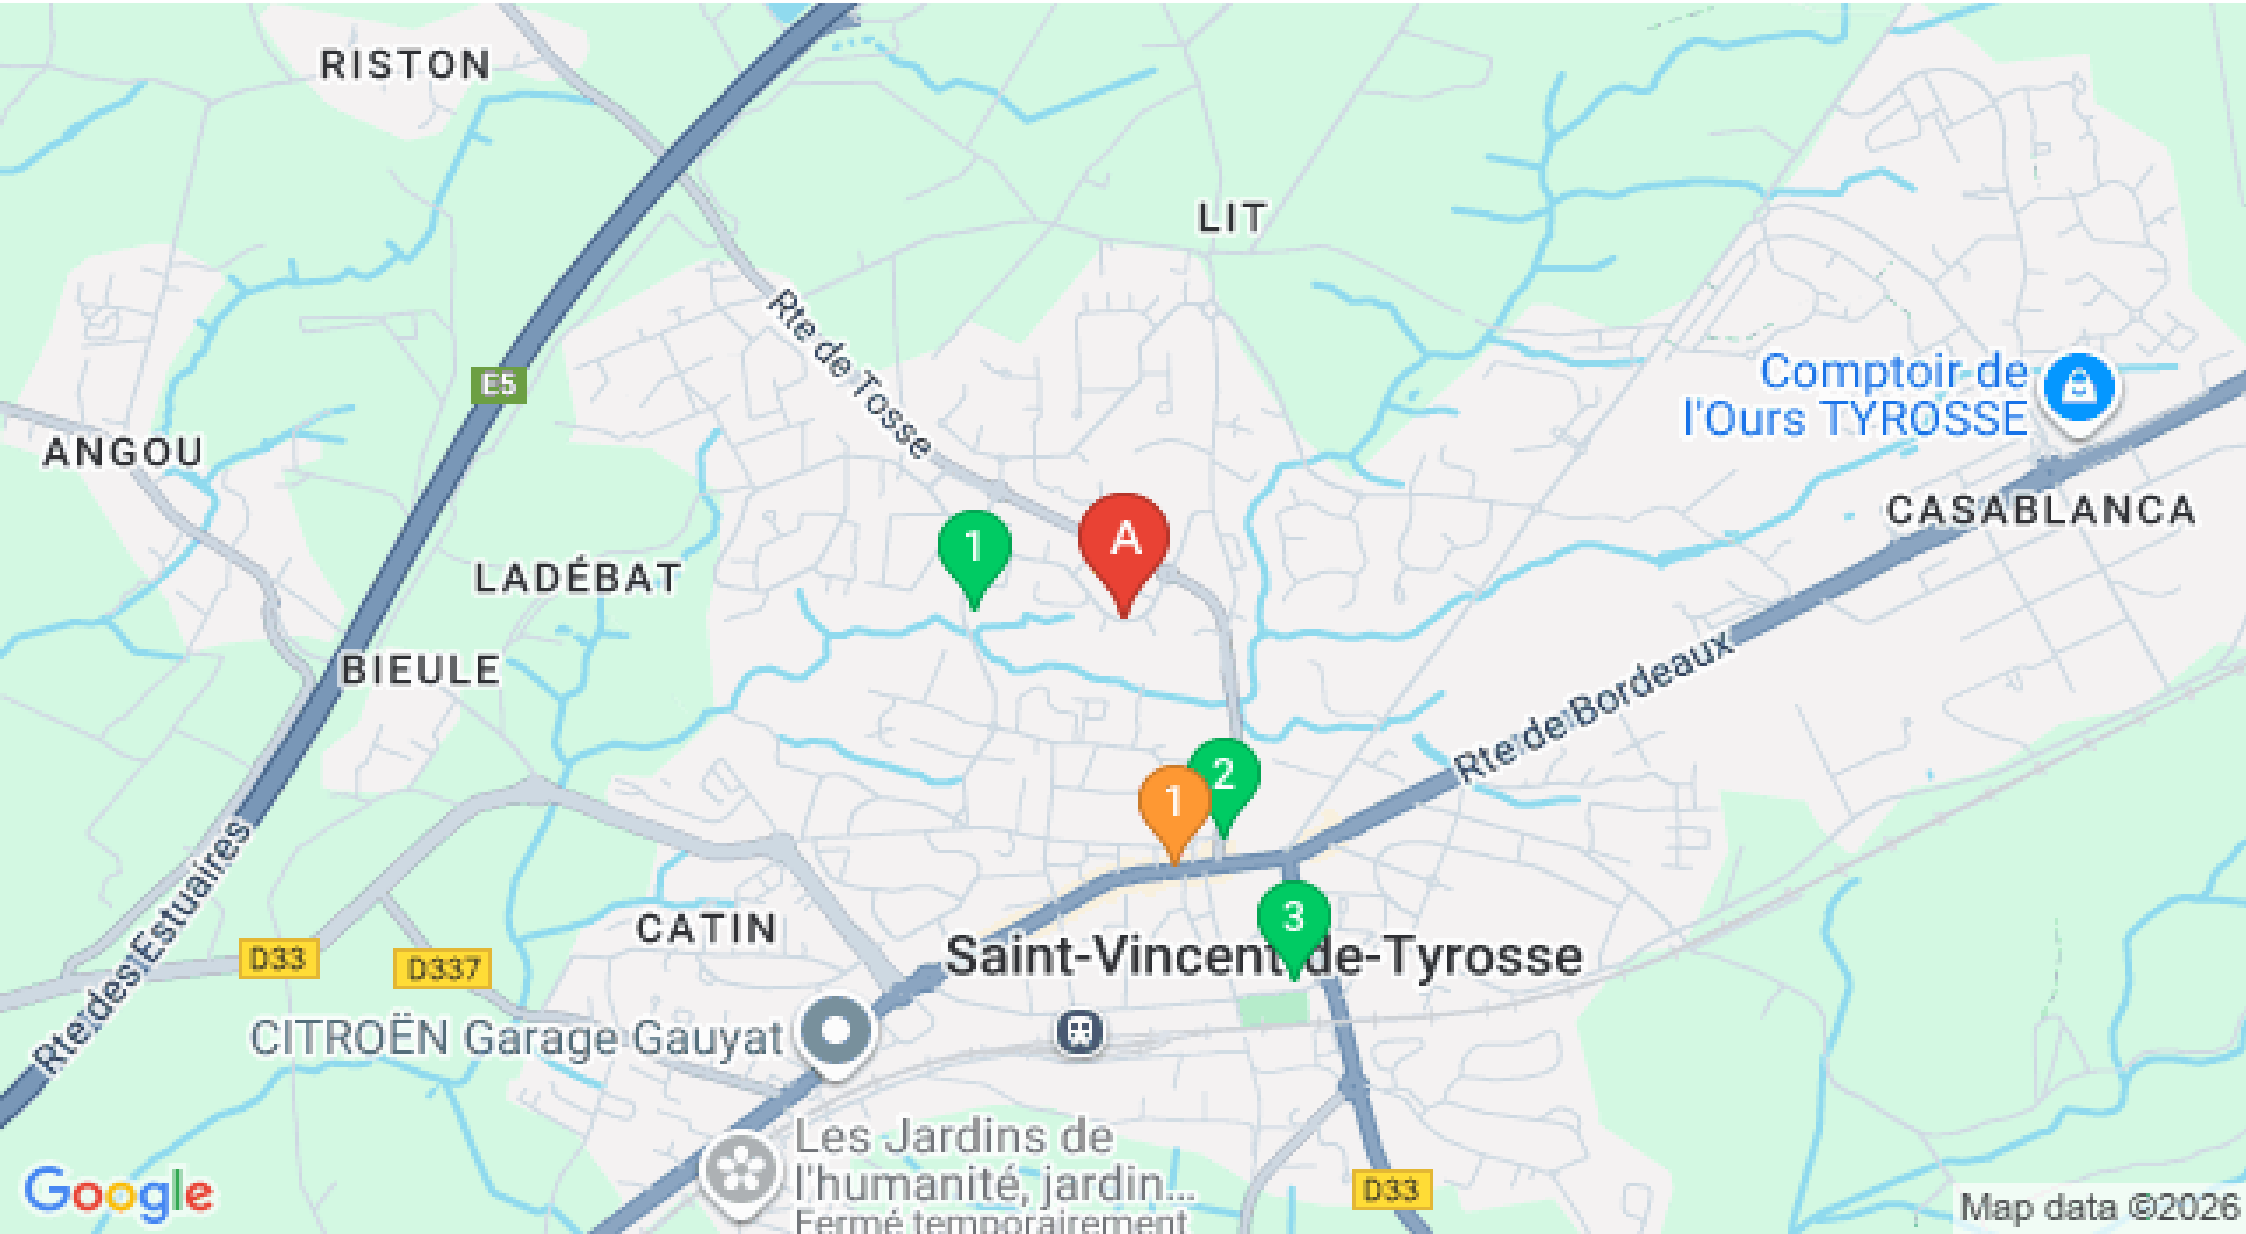 RISTON
LIT
Rte de Tosse
E5
Comptoir de
l'Ours TYROSSE
ANGOU
CASABLANCA
1
A
LADÉBAT
BIEULE
Rte de Bordeaux
2
1
Rte des Estuaires
3
CATIN
D33
D337
Saint-Vincent-de-Tyrosse
CITROËN Garage Gauyat
Les Jardins de
l'humanité, jardin...
Fermé temporairement
D33
Google
Map data ©2026